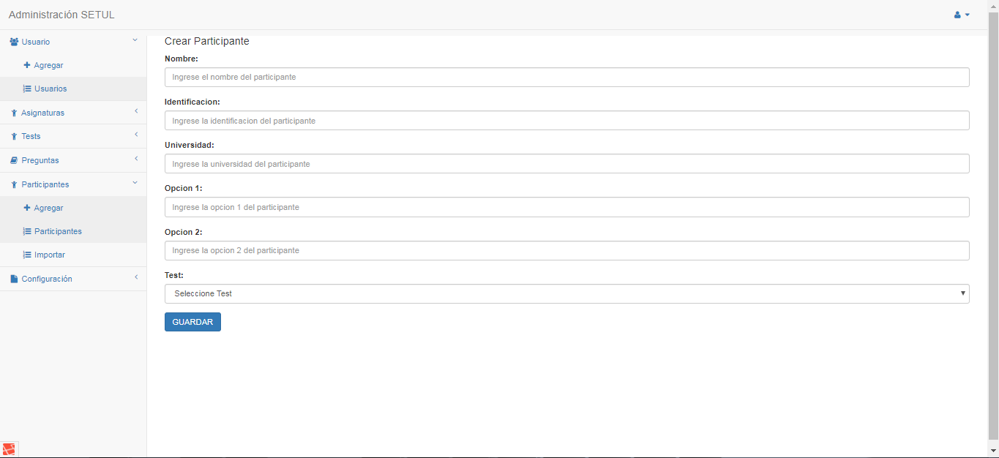 Administración SETUL
Usuario
Agregar
Usuarios
Asignaturas
Tests
Preguntas
Participantes
Agregar
Participantes
Importar
Configuración
Crear Participante
Nombre:
Ingrese el nombre del participante
Identificacion:
Ingrese la identificacion del participante
Universidad:
Ingrese la universidad del participante
Opcion 1:
Ingrese la opcion 1 del participante
Opcion 2:
Ingrese la opcion 2 del participante
Test:
Seleccione Test
GUARDAR